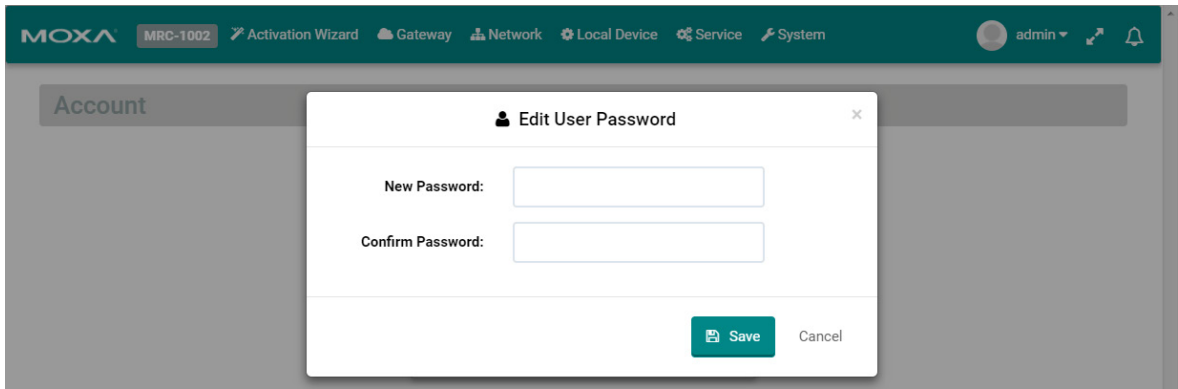 MOXA MRC-1002 Activation Wizard Gateway Network Local Device Service System admin
Account
Edit User Password ×
New Password:
Confirm Password:
Save Cancel